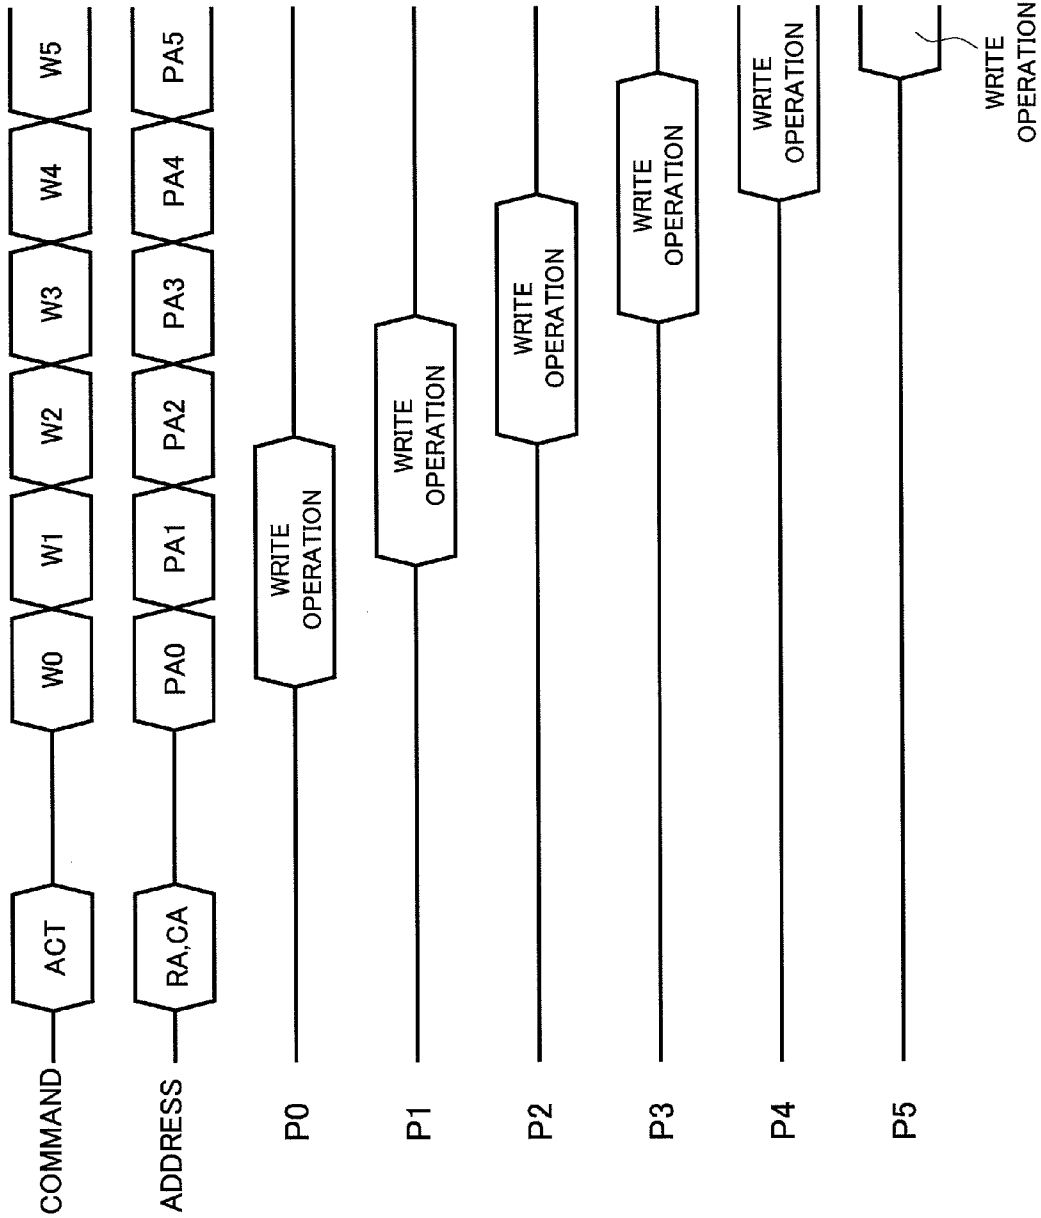 COMMAND ACT W0 W1 W2 W3 W4 W5
ADDRESS RA,CA PA0 PA1 PA2 PA3 PA4 PA5
P0 WRITE
OPERATION
P1 WRITE
OPERATION
P2 WRITE
OPERATION
P3 WRITE
OPERATION
P4 WRITE
OPERATION
P5
WRITE
OPERATION